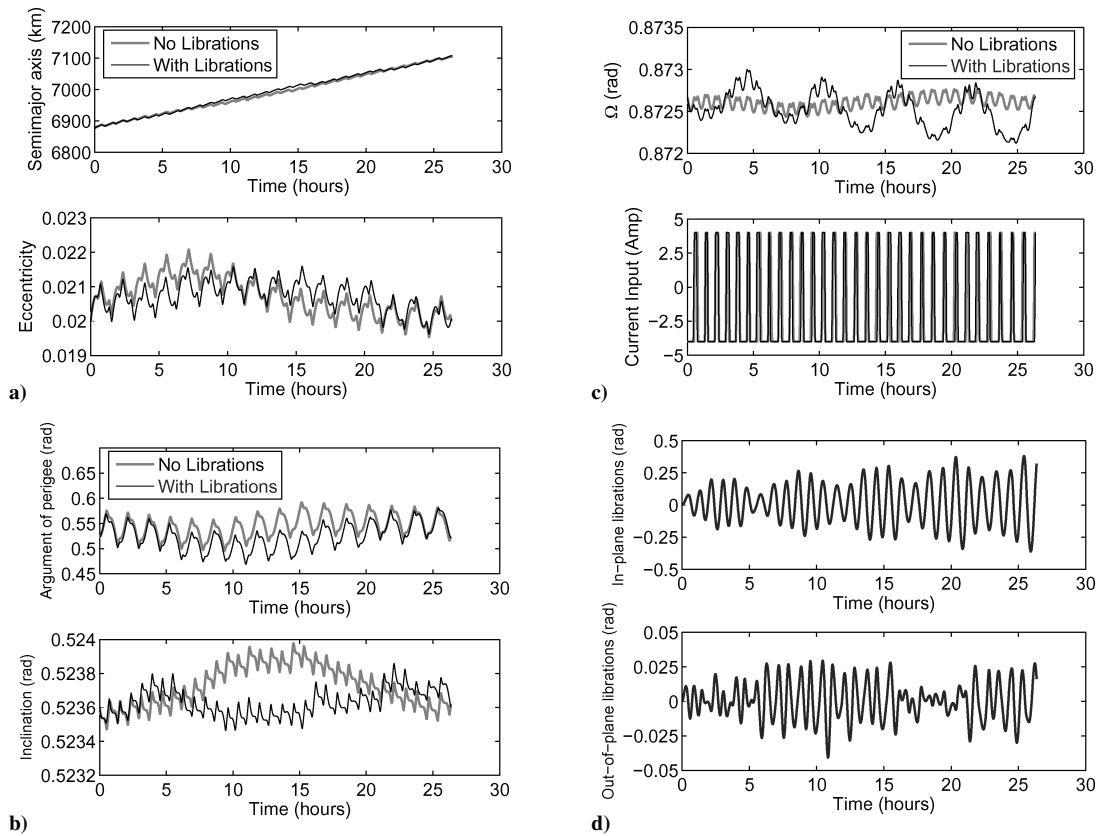 Semimajor axis (km)
7200
7100
7000
6900
6800
No Librations
With Librations
0 5 10 15 20 25 30
Time (hours)
Eccentricity
0.023
0.022
0.021
0.02
0.019
0 5 10 15 20 25 30
Time (hours)
a)
Ω (rad)
0.8735
0.873
0.8725
0.872
No Librations
With Librations
0 5 10 15 20 25 30
Time (hours)
Current Input (Amp)
5
2.5
0
−2.5
−5
0 5 10 15 20 25 30
Time (hours)
c)
Argument of perigee (rad)
0.65
0.6
0.55
0.5
0.45
No Librations
With Librations
0 5 10 15 20 25 30
Time (hours)
Inclination (rad)
0.524
0.5238
0.5236
0.5234
0.5232
0 5 10 15 20 25 30
Time (hours)
b)
In−plane librations (rad)
0.5
0.25
0
−0.25
−0.5
0 5 10 15 20 25 30
Time (hours)
Out−of−plane librations (rad)
0.05
0.025
0
−0.025
−0.05
0 5 10 15 20 25 30
Time (hours)
d)